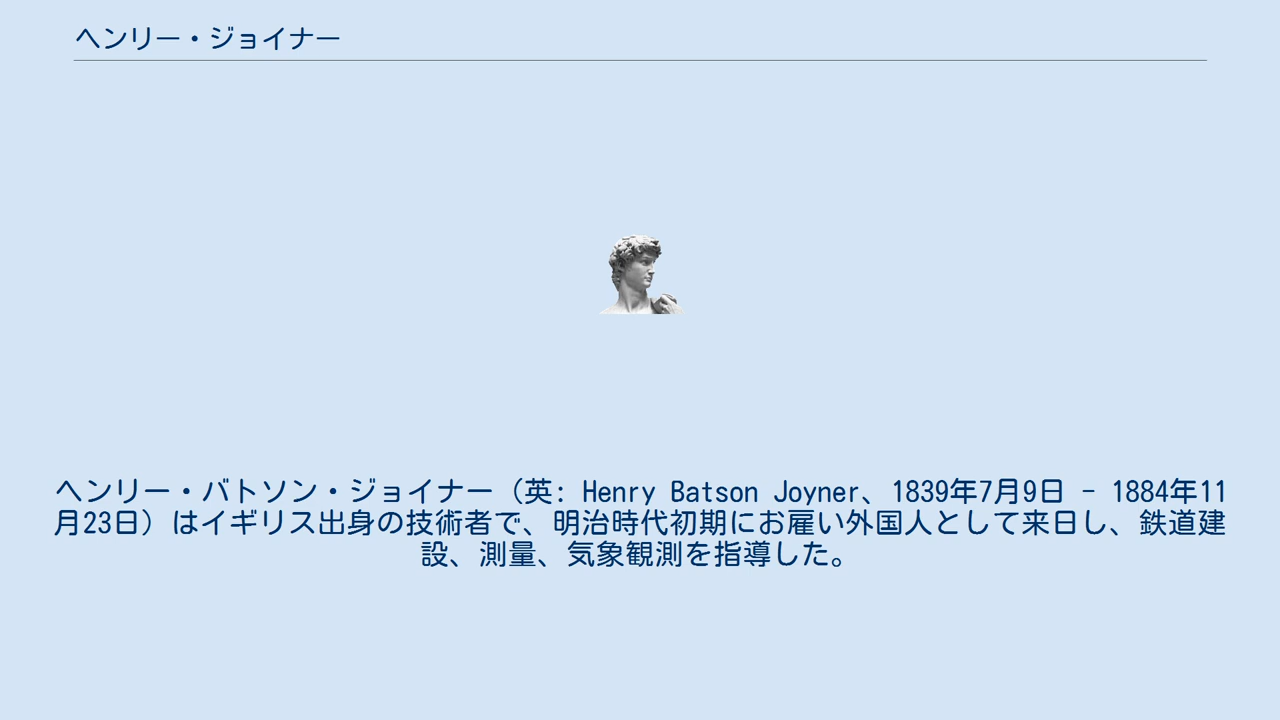 ヘンリー・ジョイナー
ヘンリー・バトソン・ジョイナー（英: Henry Batson Joyner、1839年7月9日 - 1884年11
月23日）はイギリス出身の技術者で、明治時代初期にお雇い外国人として来日し、鉄道建
設、測量、気象観測を指導した。